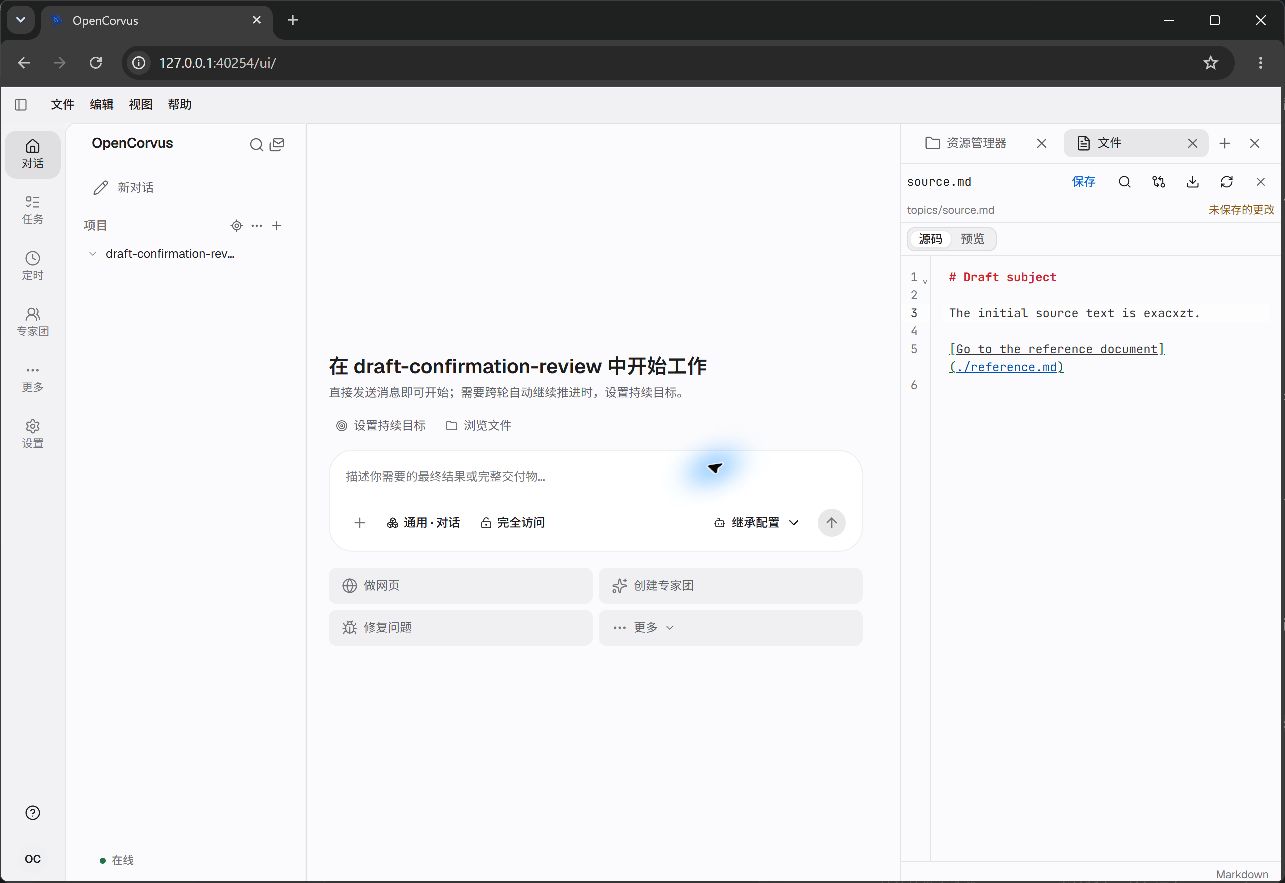 OpenCorvus
127.0.0.1:40254/ui/
文件 编辑 视图 帮助
对话
任务
定时
专家团
更多
设置
OC
OpenCorvus
新对话
项目
draft-confirmation-rev...
在线
在 draft-confirmation-review 中开始工作
直接发送消息即可开始；需要跨轮自动继续推进时，设置持续目标。
设置持续目标 浏览文件
描述你需要的最终结果或完整交付物...
通用 · 对话 完全访问 继承配置
做网页 创建专家团
修复问题 更多
资源管理器 文件
source.md 保存
topics/source.md 未保存的更改
源码 预览
1 # Draft subject
2
3 The initial source text is exacxzt.
4
5 [Go to the reference document]
(./reference.md)
6
Markdown